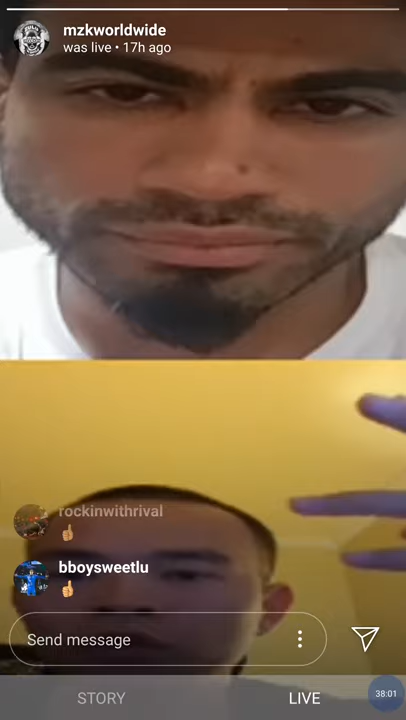 mzkworldwide
was live • 17h ago
rockinwithrival
👍🏽
bboysweetlu
👍🏽
Send message
STORY LIVE
38:01